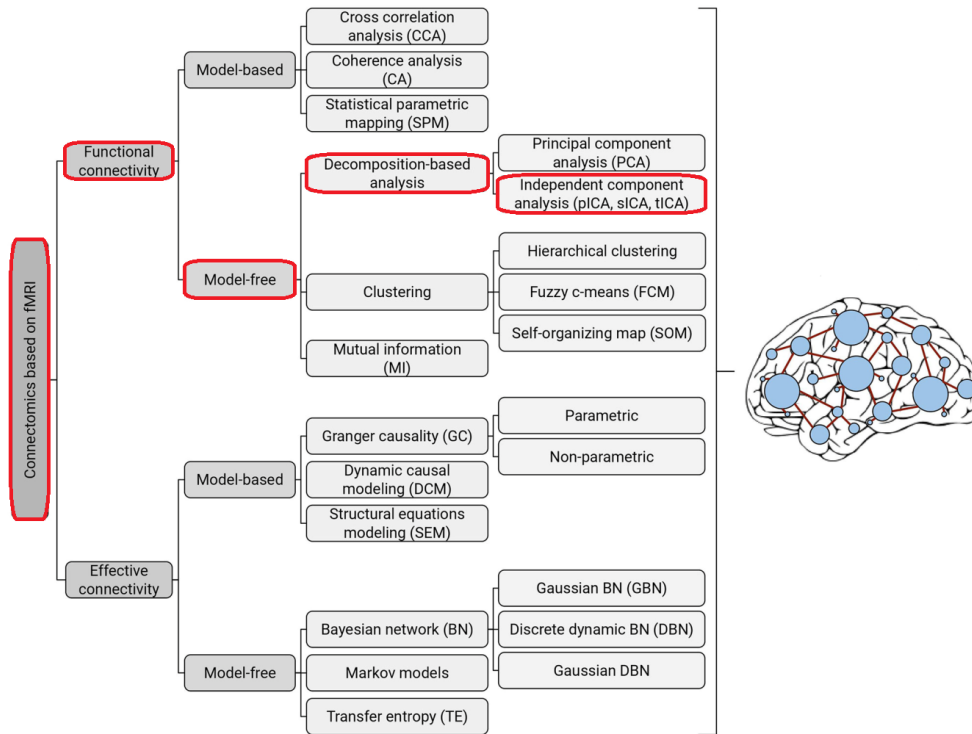 Connectomics based on fMRI
Functional
connectivity
Model-based
Cross correlation
analysis (CCA)
Coherence analysis
(CA)
Statistical parametric
mapping (SPM)
Model-free
Decomposition-based
analysis
Principal component
analysis (PCA)
Independent component
analysis (pICA, sICA, tICA)
Clustering
Hierarchical clustering
Fuzzy c-means (FCM)
Self-organizing map (SOM)
Mutual information
(MI)
Effective
connectivity
Model-based
Granger causality (GC)
Parametric
Non-parametric
Dynamic causal
modeling (DCM)
Structural equations
modeling (SEM)
Model-free
Bayesian network (BN)
Gaussian BN (GBN)
Discrete dynamic BN (DBN)
Gaussian DBN
Markov models
Transfer entropy (TE)